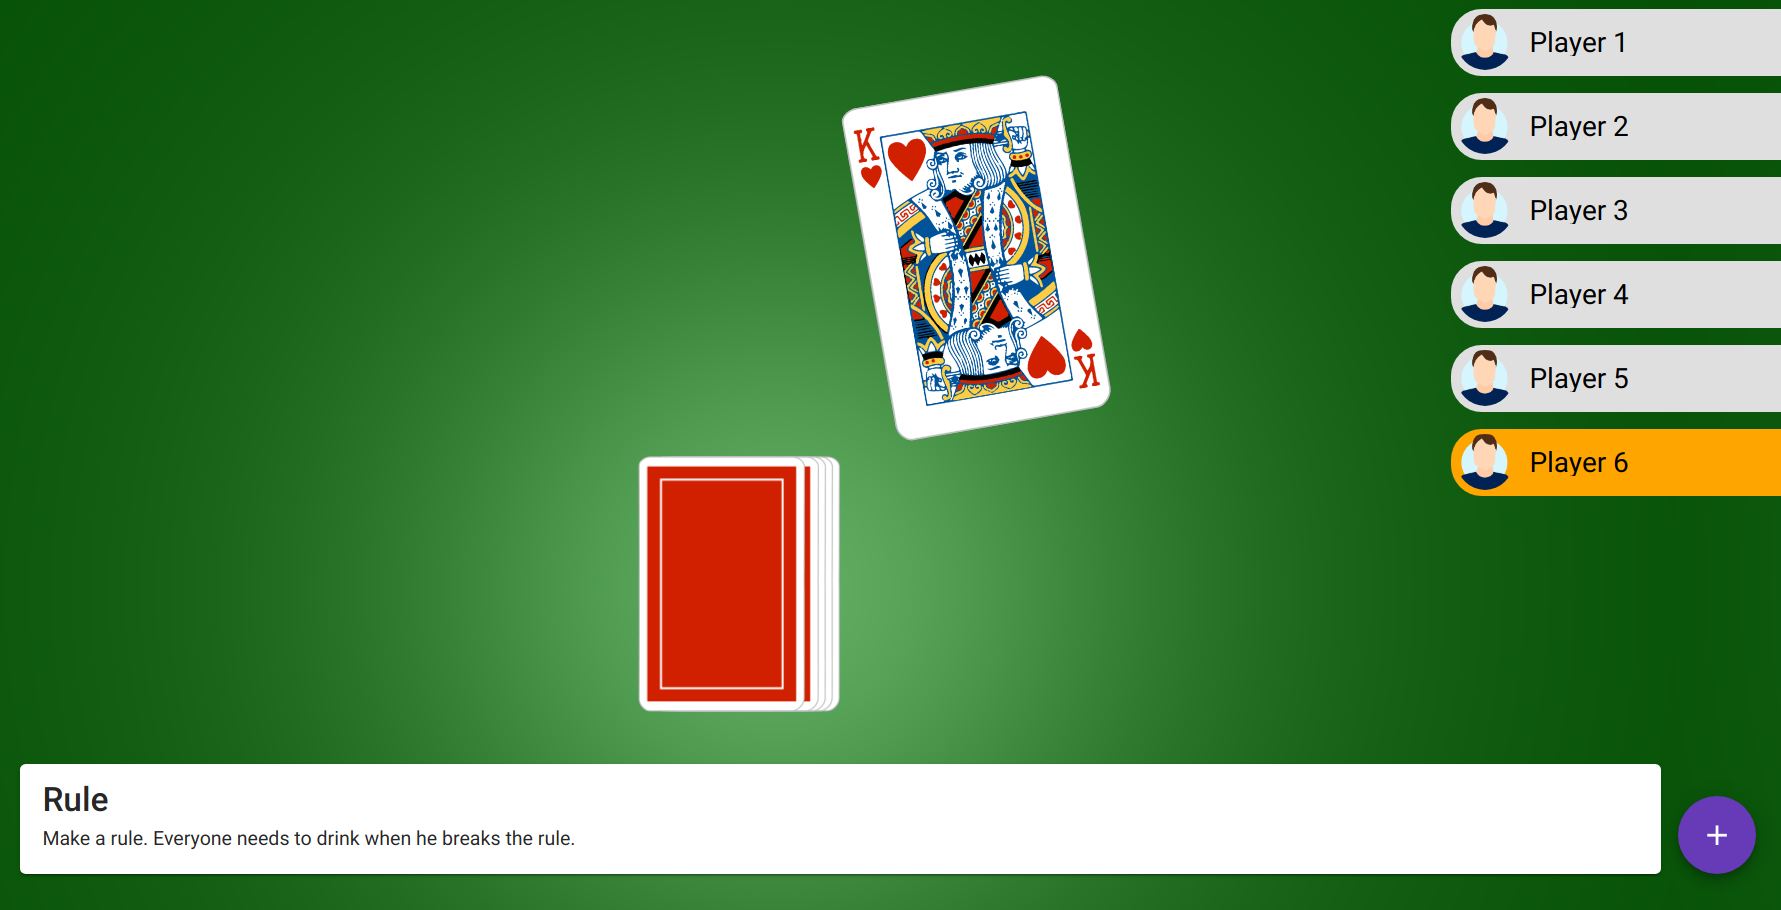 Player 1
Player 2
Player 3
Player 4
Player 5
Player 6
K
K
Rule
Make a rule. Everyone needs to drink when he breaks the rule.
+